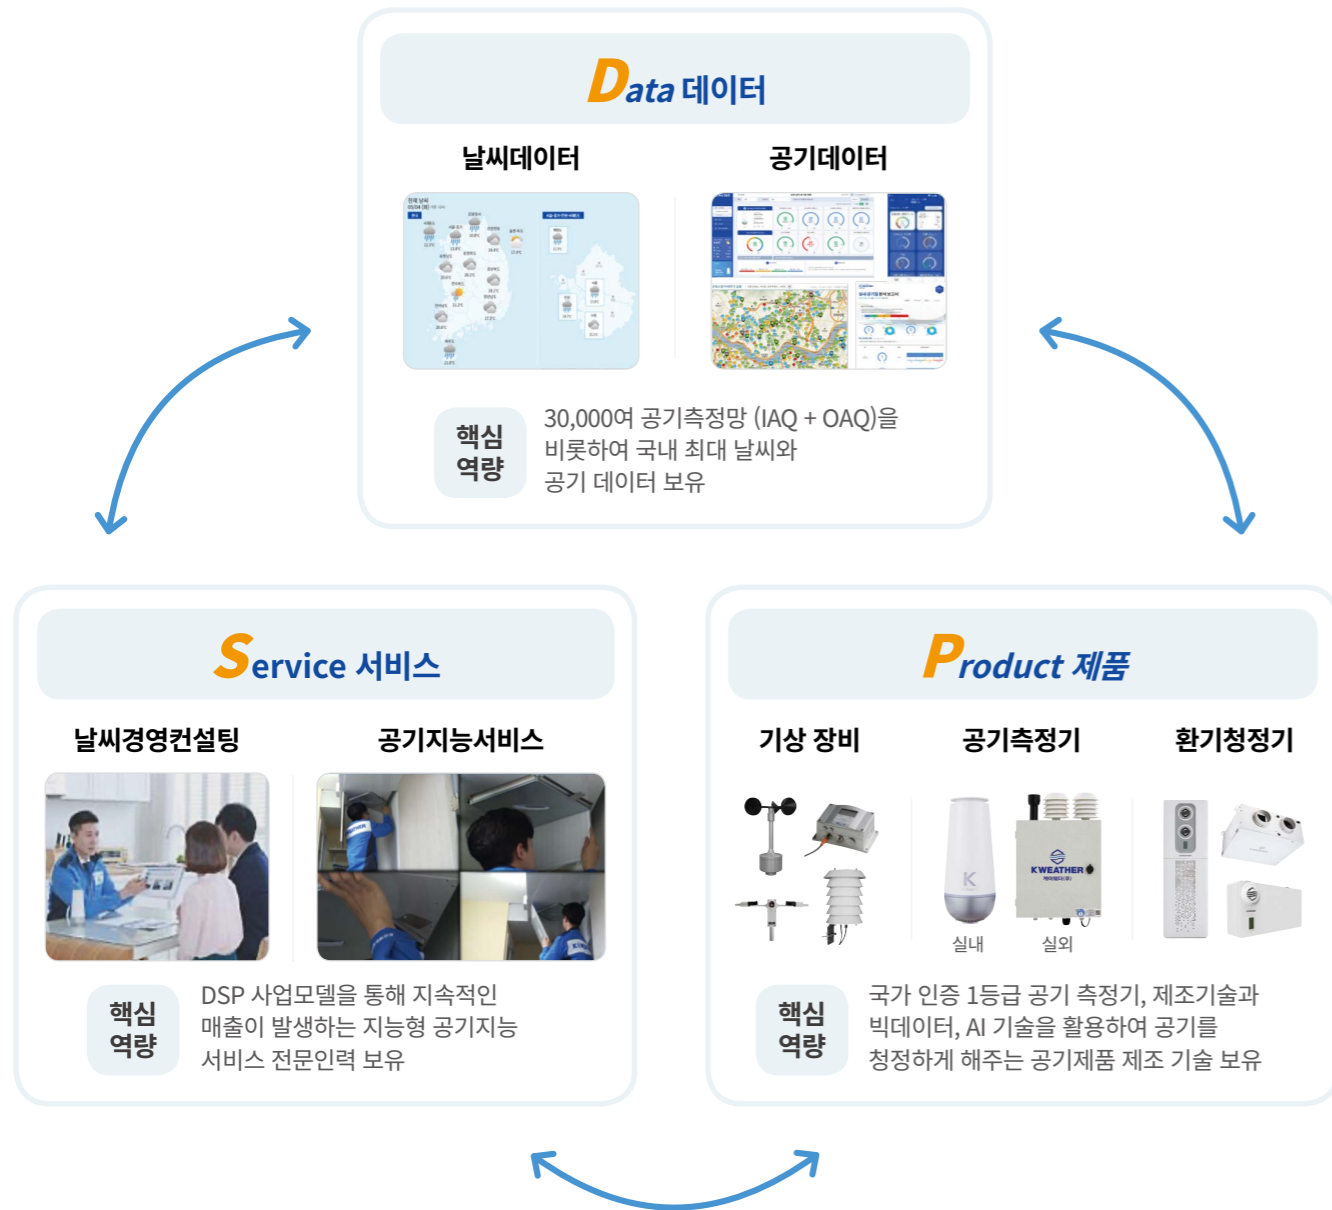 Data 데이터
날씨데이터
공기데이터
현재 날씨
핵심
역량
30,000여 공기측정망 (IAQ + OAQ)을
비롯하여 국내 최대 날씨와
공기 데이터 보유
Service 서비스
날씨경영컨설팅
공기지능서비스
핵심
역량
DSP 사업모델을 통해 지속적인
매출이 발생하는 지능형 공기지능
서비스 전문인력 보유
Product 제품
기상 장비
공기측정기
환기청정기
K
KWEATHER
케이웨더(주)
실내
실외
핵심
역량
국가 인증 1등급 공기 측정기, 제조기술과
빅데이터, AI 기술을 활용하여 공기를
청정하게 해주는 공기제품 제조 기술 보유